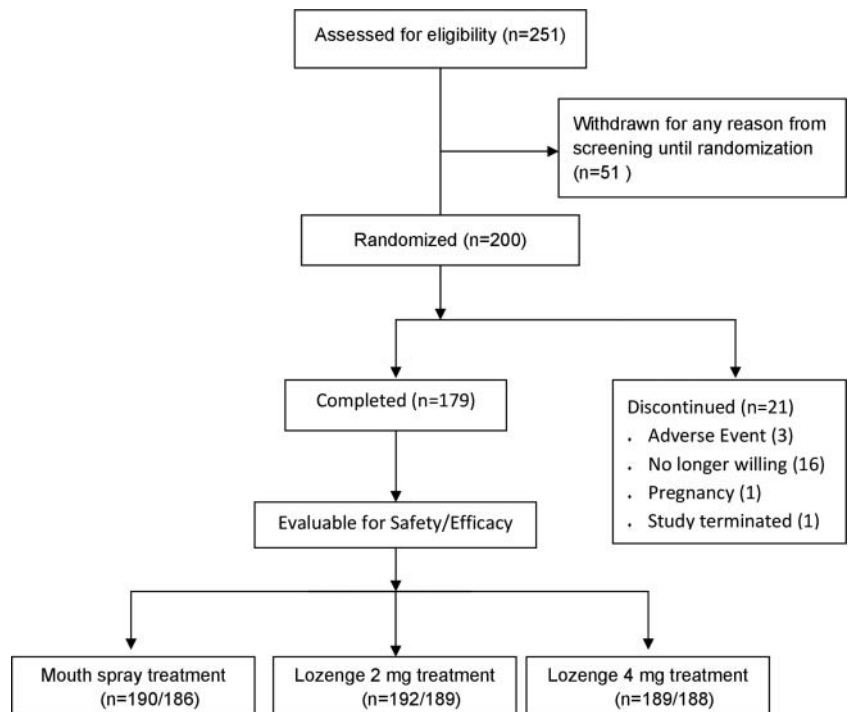 Assessed for eligibility (n=251)
Withdrawn for any reason from
screening until randomization
(n=51 )
Randomized (n=200)
Completed (n=179)
Discontinued (n=21)
. Adverse Event (3)
. No longer willing (16)
. Pregnancy (1)
. Study terminated (1)
Evaluable for Safety/Efficacy
Mouth spray treatment
(n=190/186)
Lozenge 2 mg treatment
(n=192/189)
Lozenge 4 mg treatment
(n=189/188)